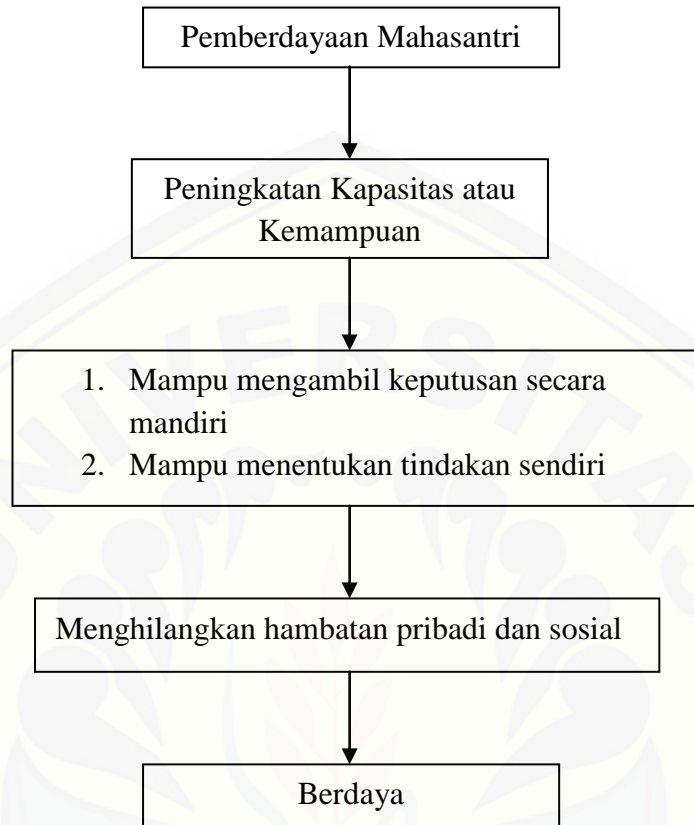 Pemberdayaan Mahasantri
Peningkatan Kapasitas atau
Kemampuan
UNIVERSITAS
1. Mampu mengambil keputusan secara
mandiri
2. Mampu menentukan tindakan sendiri
Menghilangkan hambatan pribadi dan sosial
Berdaya